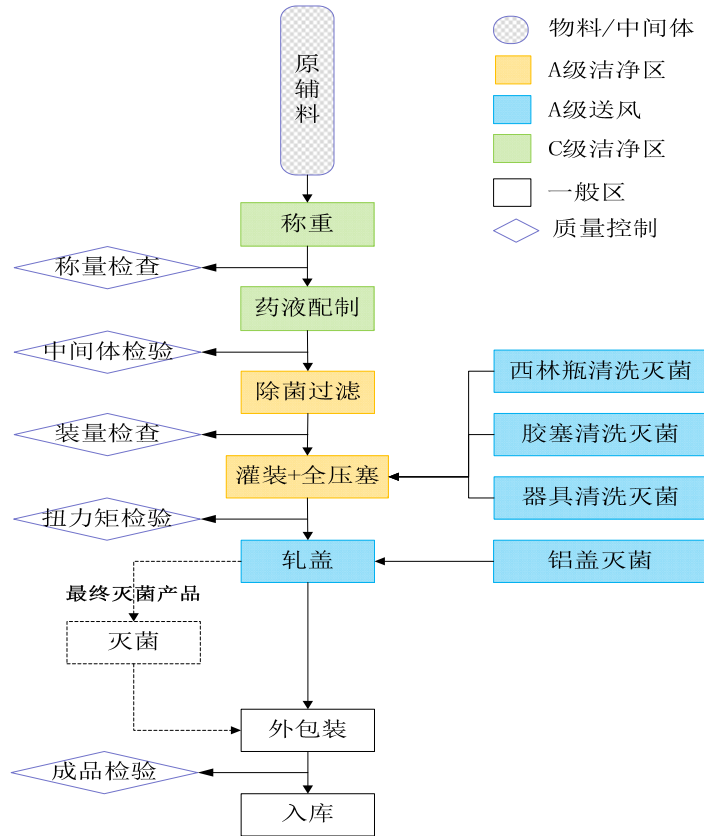 原辅料
物料/中间体
A级洁净区
A级送风
C级洁净区
一般区
质量控制
称重
称量检查
药液配制
中间体检验
除菌过滤
西林瓶清洗灭菌
装量检查
胶塞清洗灭菌
灌装+全压塞
器具清洗灭菌
扭力矩检验
轧盖
铝盖灭菌
最终灭菌产品
灭菌
外包装
成品检验
入库